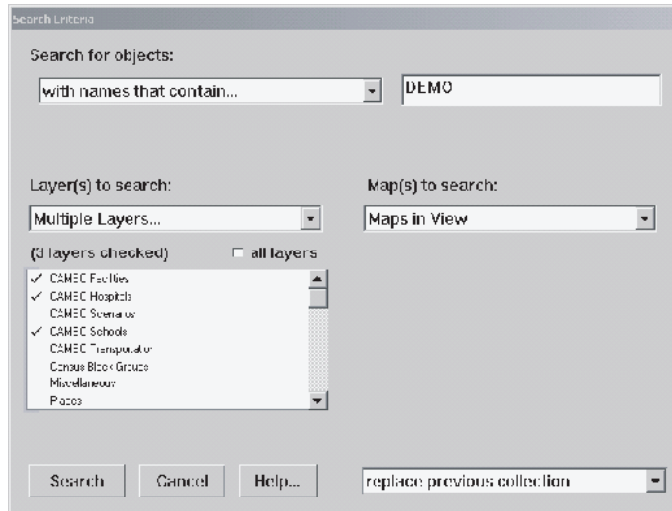 Search Criteria
Search for objects:
with names that contain...
DEMO
Layer(s) to search:
Map(s) to search:
Multiple Layers...
Maps in View
(3 layers checked)
all layers
CAMEO Facilities
CAMEO Hospitals
CAMEO Scenarios
CAMEO Schools
CAMEO Transportation
Census Block Groups
Miscellaneous
Places
Search
Cancel
Help...
replace previous collection